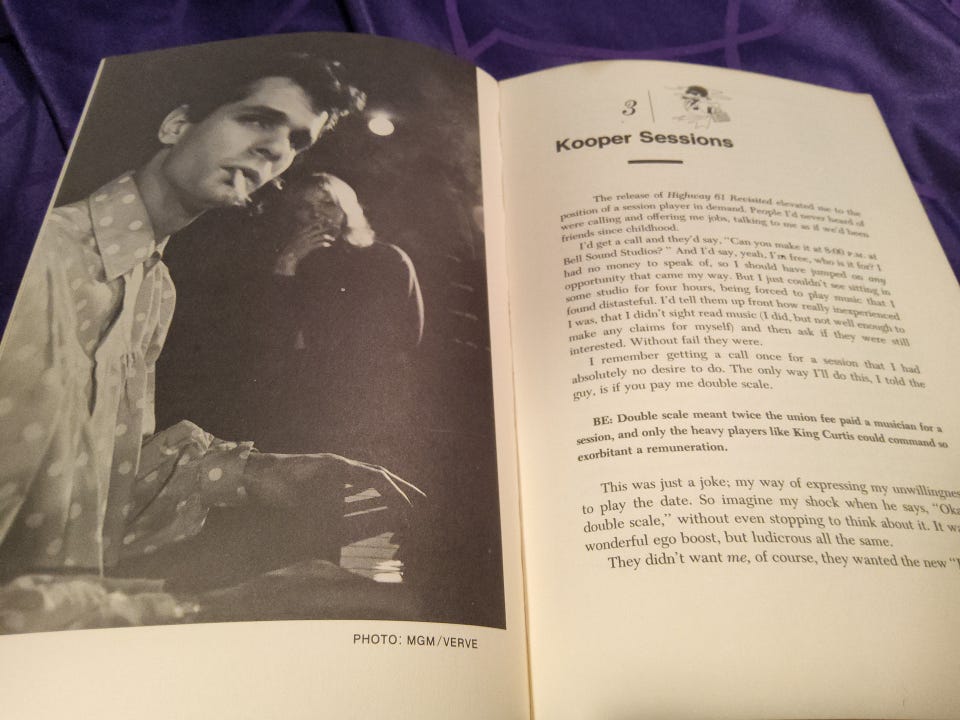 PHOTO: MGM/VERVE
3
Kooper Sessions
The release of Highway 61 Revisited elevated me to the
position of a session player in demand. People I'd never heard of
were calling and offering me jobs, talking to me as if we'd been
friends since childhood.
I'd get a call and they'd say, "Can you make it at 8:00 P.M. at
Bell Sound Studios?" And I'd say, yeah, I'm free, who is it for? I
had no money to speak of, so I should have jumped on any
opportunity that came my way. But I just couldn't see sitting in
some studio for four hours, being forced to play music that I
found distasteful. I'd tell them up front how really inexperienced
I was, that I didn't sight read music (I did, but not well enough to
make any claims for myself) and then ask if they were still
interested. Without fail they were.
I remember getting a call once for a session that I had
absolutely no desire to do. The only way I'll do this, I told the
guy, is if you pay me double scale.
BE: Double scale meant twice the union fee paid a musician for a
session, and only the heavy players like King Curtis could command so
exorbitant a remuneration.
This was just a joke; my way of expressing my unwillingnes
to play the date. So imagine my shock when he says, "Oka
double scale," without even stopping to think about it. It wa
wonderful ego boost, but ludicrous all the same.
They didn't want me, of course, they wanted the new "